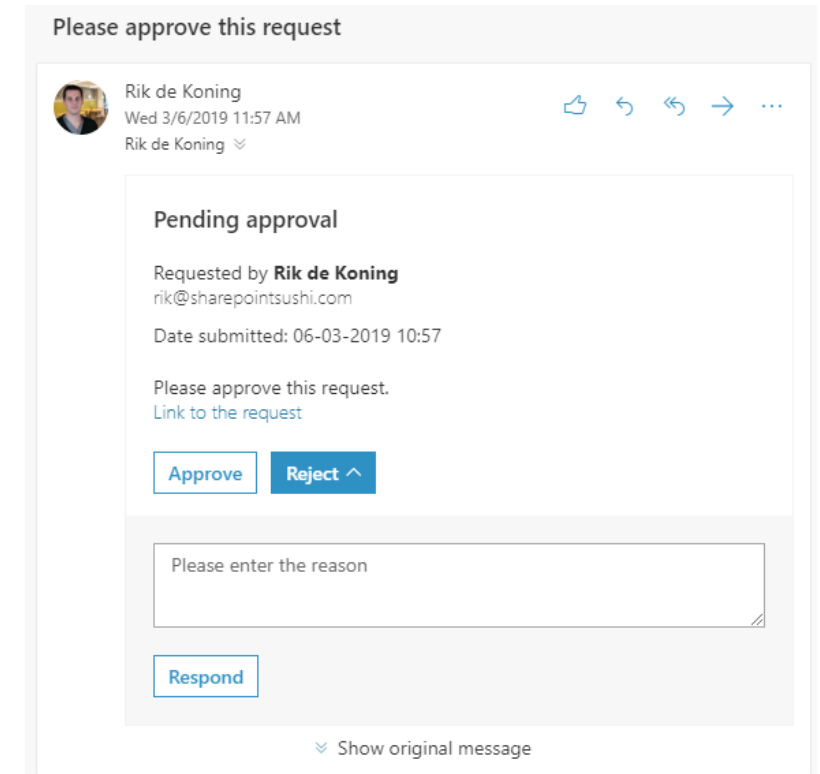 Please approve this request
Rik de Koning
Wed 3/6/2019 11:57 AM
Rik de Koning
Pending approval
Requested by Rik de Koning
rik@sharepointsushi.com
Date submitted: 06-03-2019 10:57
Please approve this request.
Link to the request
Approve Reject
Please enter the reason
Respond
Show original message